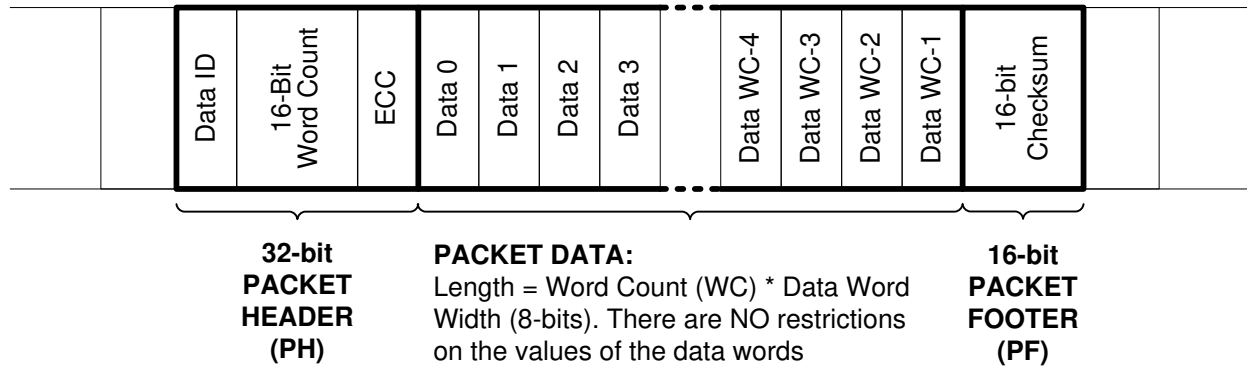 Data ID
16-Bit
Word Count
ECC
Data 0
Data 1
Data 2
Data 3
Data WC-4
Data WC-3
Data WC-2
Data WC-1
16-bit
Checksum
32-bit
PACKET
HEADER
(PH)
PACKET DATA:
Length = Word Count (WC) * Data Word
Width (8-bits). There are NO restrictions
on the values of the data words
16-bit
PACKET
FOOTER
(PF)